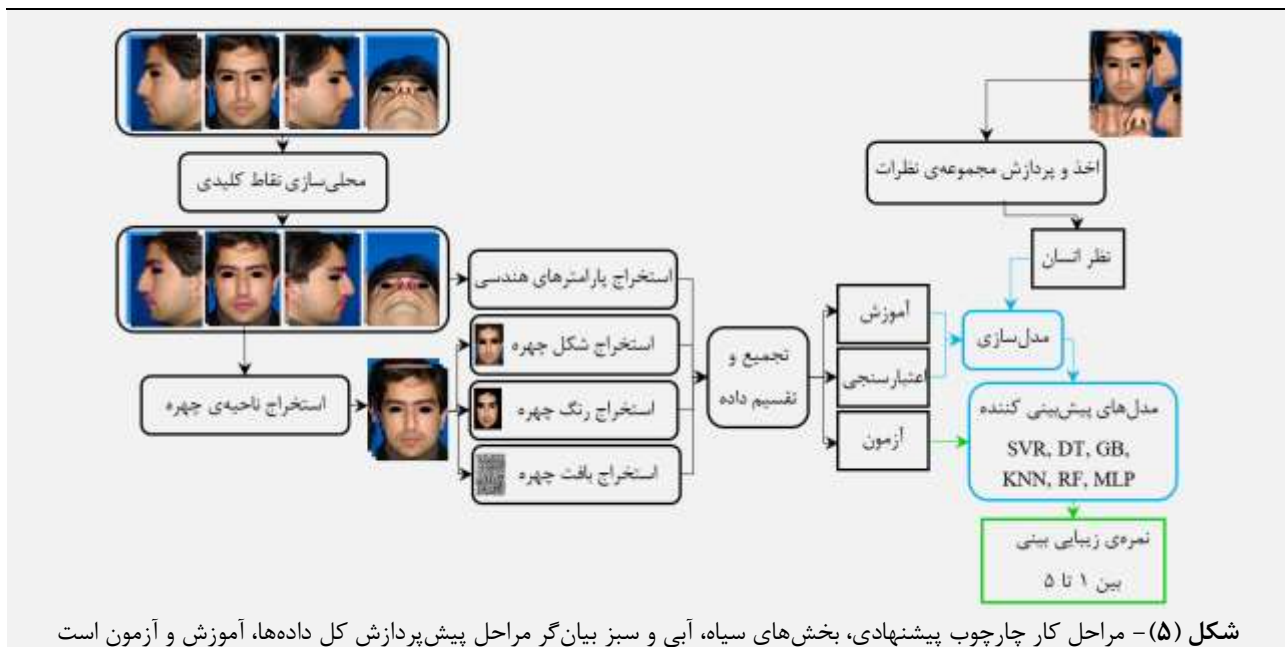 محلی‌سازی نقاط کلیدی
استخراج ناحیه‌ی چهره
استخراج پارامترهای هندسی
استخراج شکل چهره
استخراج رنگ چهره
استخراج بافت چهره
تجمیع و
تقسیم داده
آموزش
اعتبارسنجی
آزمون
اخذ و پردازش مجموعه‌ی نظرات
نظر انسان
مدل‌سازی
مدل‌های پیش‌بینی کننده
SVR, DT, GB,
KNN, RF, MLP
نمره‌ی زیبایی بینی
بین ۱ تا ۵
شکل (۵)- مراحل کار چارچوب پیشنهادی، بخش‌های سیاه، آبی و سبز بیان‌گر مراحل پیش‌پردازش کل داده‌ها، آموزش و آزمون است